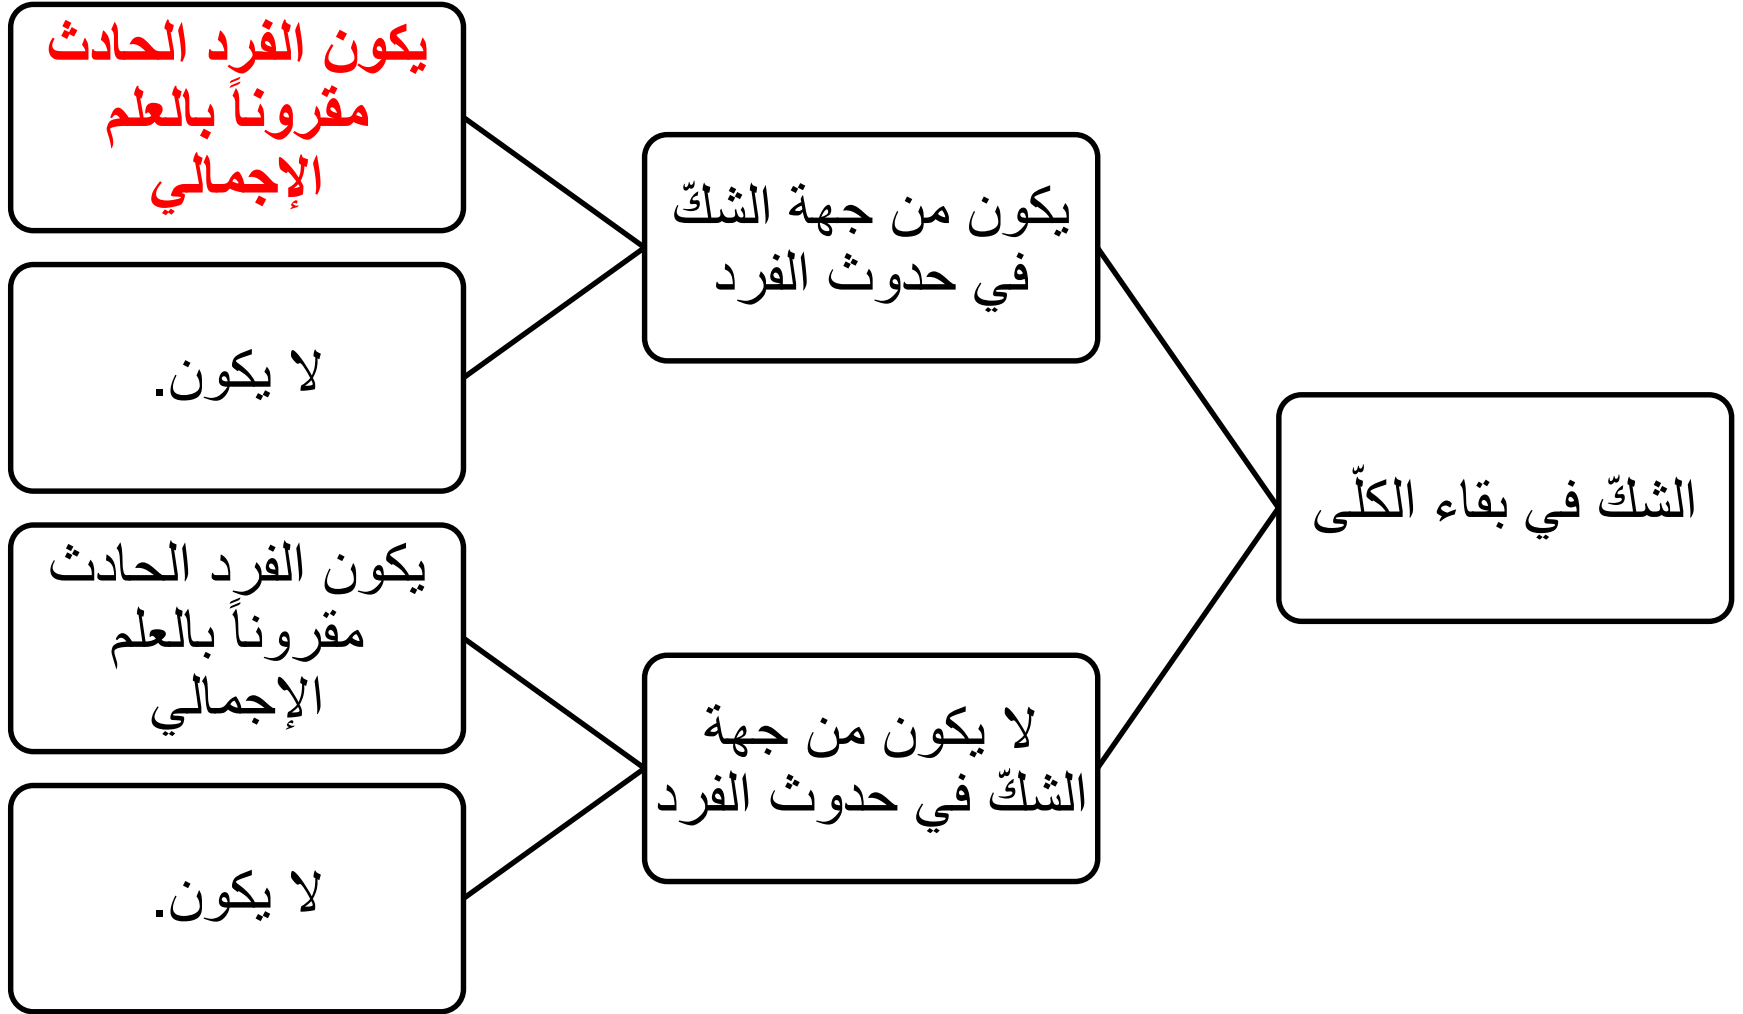 الشكّ في بقاء الكلّى
يكون من جهة الشكّ
في حدوث الفرد
يكون الفرد الحادث
مقروناً بالعلم
الإجمالي
لا يكون.
لا يكون من جهة
الشكّ في حدوث الفرد
يكون الفرد الحادث
مقروناً بالعلم
الإجمالي
لا يكون.